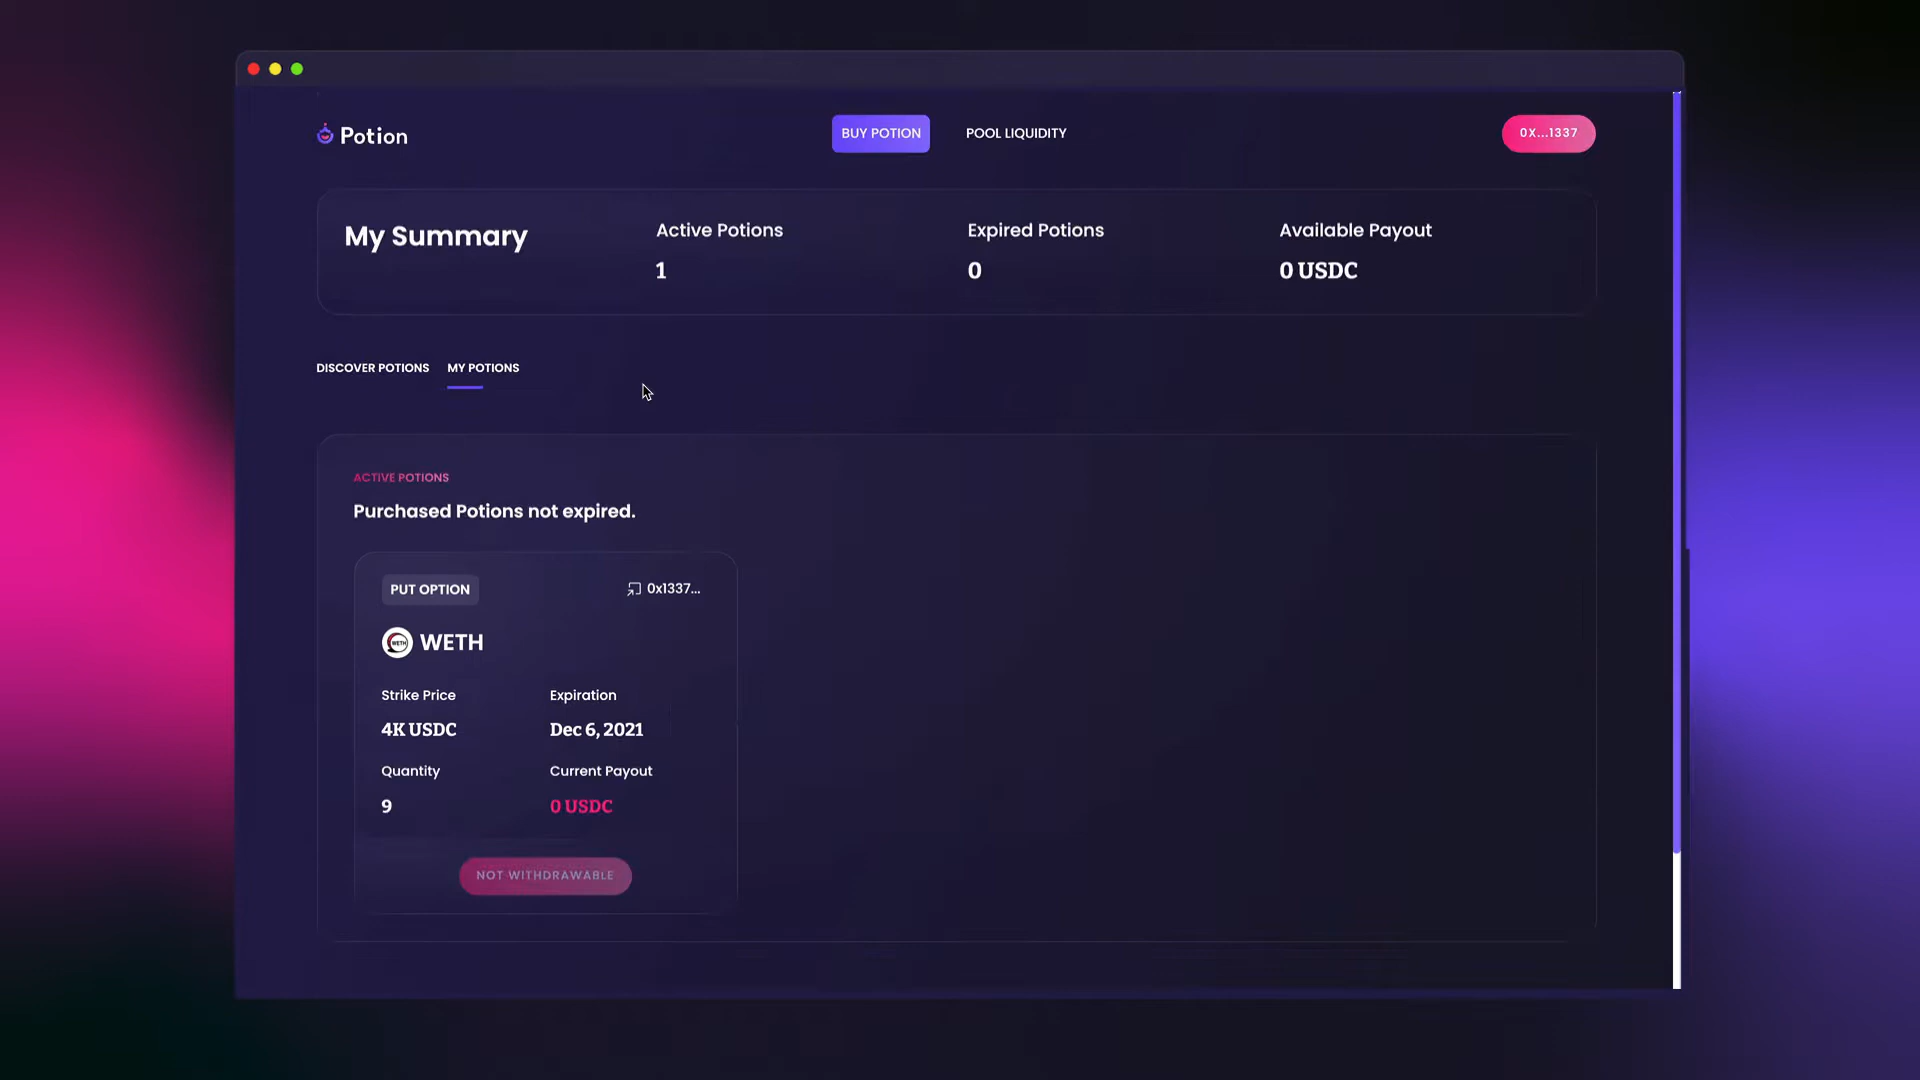 Potion
BUY POTION
POOL LIQUIDITY
0X...1337
My Summary
Active Potions
1
Expired Potions
0
Available Payout
0 USDC
DISCOVER POTIONS
MY POTIONS
ACTIVE POTIONS
Purchased Potions not expired.
PUT OPTION
0x1337...
WETH
WETH
Strike Price
Expiration
4K USDC
Dec 6, 2021
Quantity
Current Payout
9
0 USDC
NOT WITHDRAWABLE